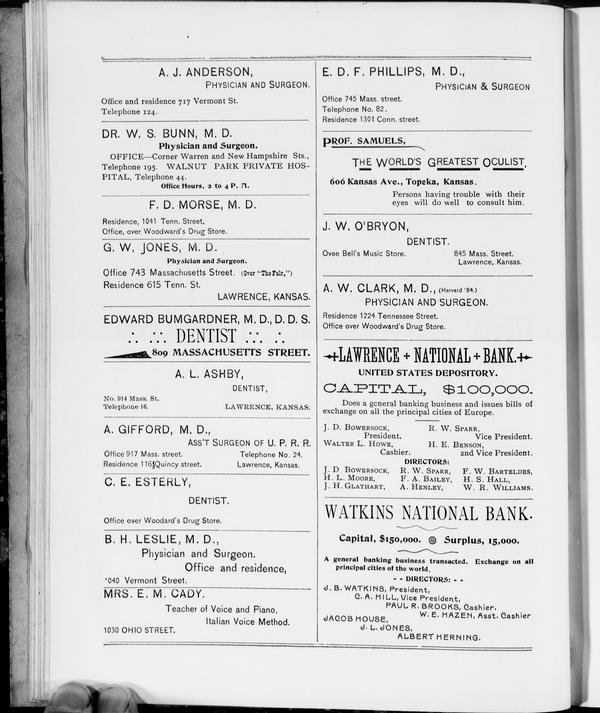 A. J. ANDERSON,
PHYSICIAN AND SURGEON.
Office and residence 717 Vermont St.
Telephone 124.
DR. W. S. BUNN, M. D.
Physician and Surgeon.
OFFICE—Corner Warren and New Hampshire Sts.,
Telephone 195. WALNUT PARK PRIVATE HOS-
PITAL, Telephone 44.
Office Hours, 2 to 4 P. M.
F. D. MORSE, M. D.
Residence, 1041 Tenn. Street.
Office, over Woodward's Drug Store.
G. W. JONES, M. D.
Physician and Surgeon.
Office 743 Massachusetts Street. (Over "The Fair.")
Residence 615 Tenn. St.
LAWRENCE, KANSAS.
EDWARD BUMGARDNER, M. D., D. D. S.
DENTIST
809 MASSACHUSETTS STREET.
A. L. ASHBY,
DENTIST,
No. 914 Mass. St.
Telephone 16. LAWRENCE, KANSAS.
A. GIFFORD, M. D.,
ASS'T SURGEON OF U. P. R. R.
Office 917 Mass. street. Telephone No. 24.
Residence Quincy street. Lawrence, Kansas.
C. E. ESTERLY,
DENTIST.
Office over Woodard's Drug Store.
B. H. LESLIE, M. D.,
Physician and Surgeon.
Office and residence,
1040 Vermont Street.
MRS. E. M. CADY.
Teacher of Voice and Piano.
Italian Voice Method.
1030 OHIO STREET.
E. D. F. PHILLIPS, M. D.,
PHYSICIAN & SURGEON
Office 745 Mass. street.
Telephone No. 82.
Residence 1301 Conn. street.
PROF. SAMUELS,
THE WORLD'S GREATEST OCULIST,
606 Kansas Ave., Topeka, Kansas.
Persons having trouble with their
eyes will do well to consult him.
J. W. O'BRYON,
DENTIST.
Ovee Bell's Music Store. 845 Mass. Street.
Lawrence, Kansas.
A. W. CLARK, M. D., (Harvard '84.)
PHYSICIAN AND SURGEON.
Residence 1224 Tennessee Street.
Office over Woodward's Drug Store.
LAWRENCE + NATIONAL + BANK.
UNITED STATES DEPOSITORY.
CAPITAL, $100,000.
Does a general banking business and issues bills of
exchange on all the principal cities of Europe.
J. D. BOWERSOCK, R. W. SPARR,
President. Vice President.
WALTER L. HOWE, H. E. BENSON,
Cashier. 2nd Vice President.
DIRECTORS:
J. D BOWERSOCK, R. W. SPARR, F. W. BARTELDES,
H. L. MOORE, F. A. BAILEY, H. S. HALL,
J. H. GLATHART, A. HENLEY, W. R. WILLIAMS.
WATKINS NATIONAL BANK.
Capital, $150,000. Surplus, 15,000.
A general banking business transacted. Exchange on all
principal cities of the world.
- - DIRECTORS: - -
J. B. WATKINS, President,
C. A. HILL, Vice President,
PAUL R. BROOKS, Cashier.
W. E. HAZEN, Asst. Cashier
JACOB HOUSE,
J. L. JONES,
ALBERT HERNING.